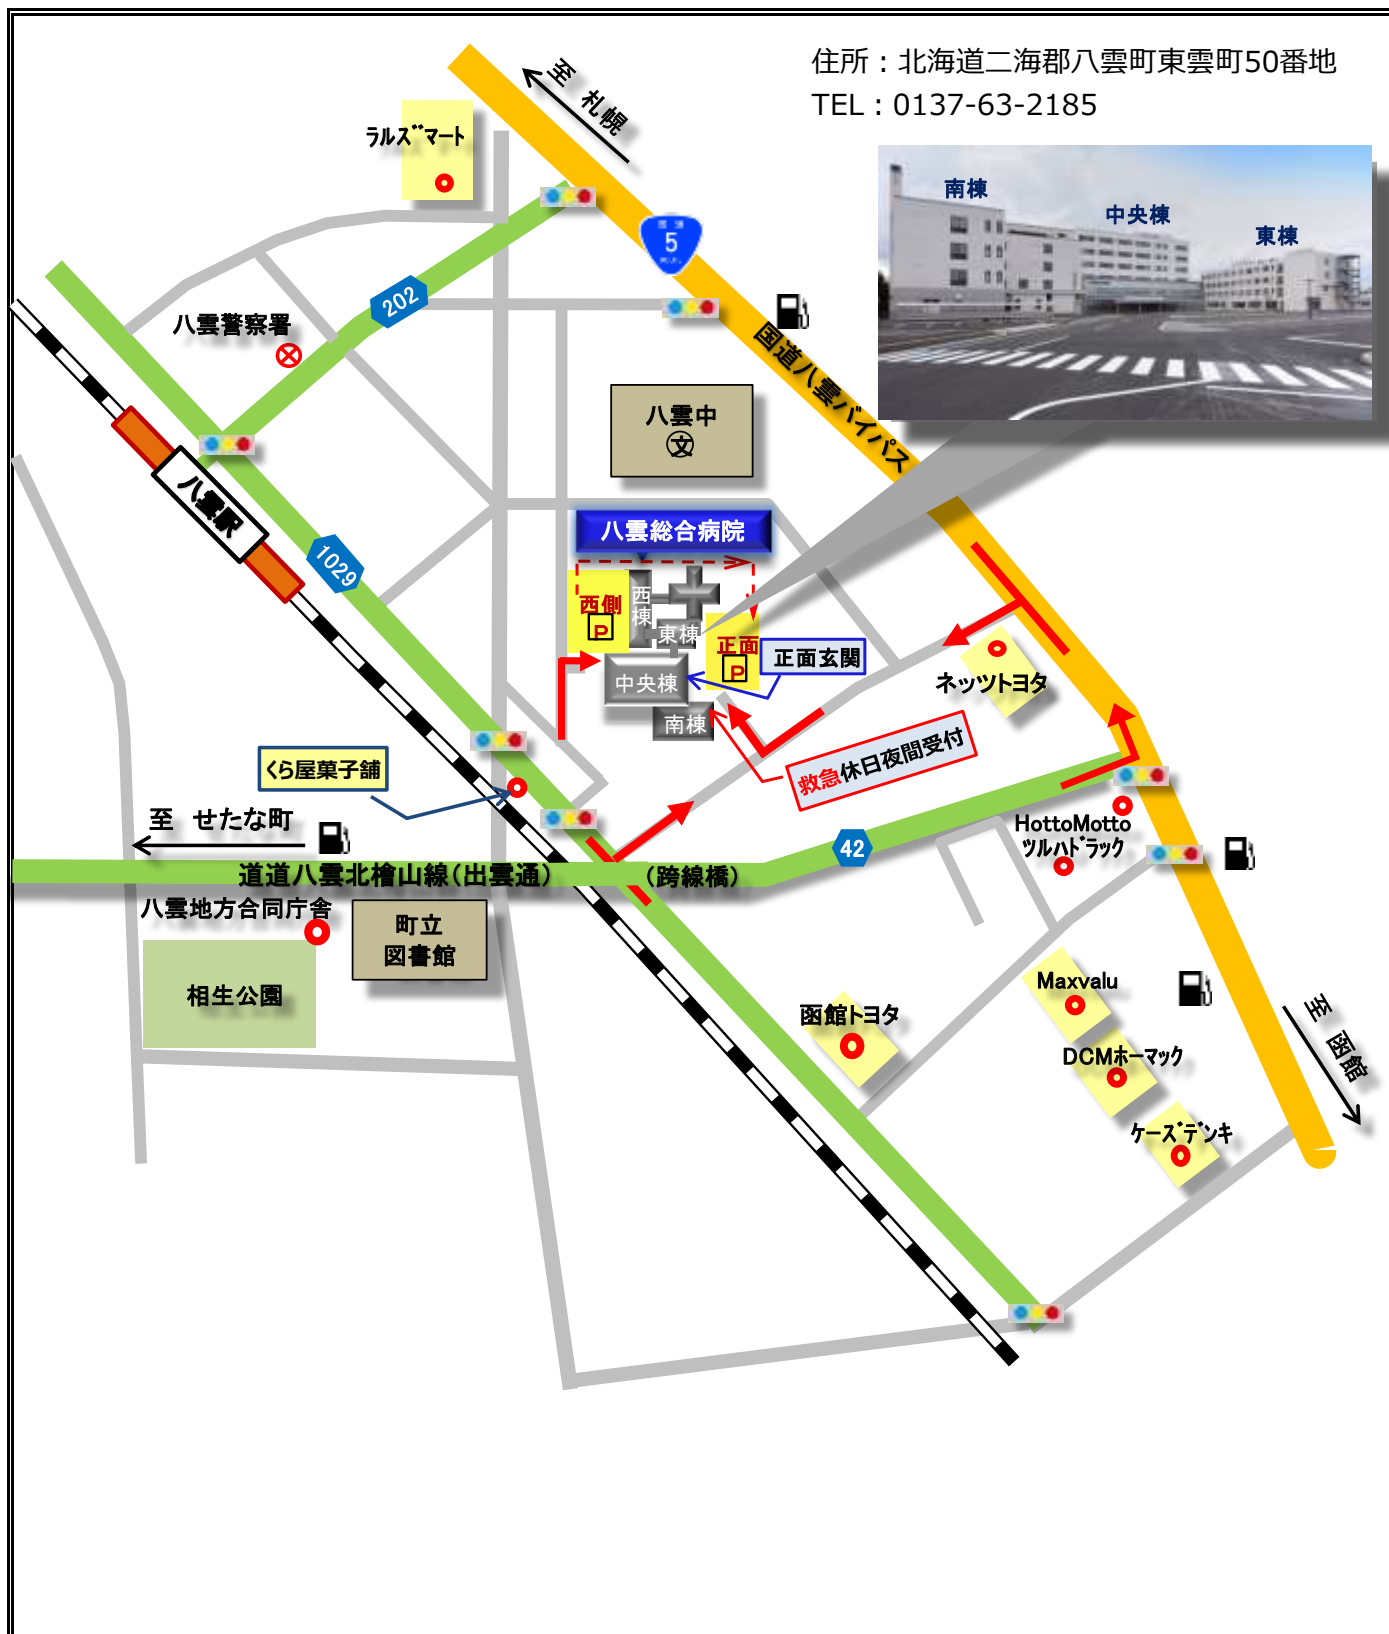 住所：北海道二海郡八雲町東雲町50番地
TEL：0137-63-2185
至 札幌
ラルズマート
南棟
中央棟
東棟
国道
5
202
八雲警察署
国道八雲バイパス
八雲中
文
八雲駅
八雲総合病院
1029
西側
P
西棟
東棟
正面
P
正面玄関
中央棟
南棟
ネッツトヨタ
救急休日夜間受付
くら屋菓子舗
至 せたな町
HottoMotto
ツルハドラック
42
道道八雲北檜山線(出雲通)
(跨線橋)
八雲地方合同庁舎
町立
図書館
相生公園
Maxvalu
函館トヨタ
DCMホーマック
至 函館
ケーズデンキ